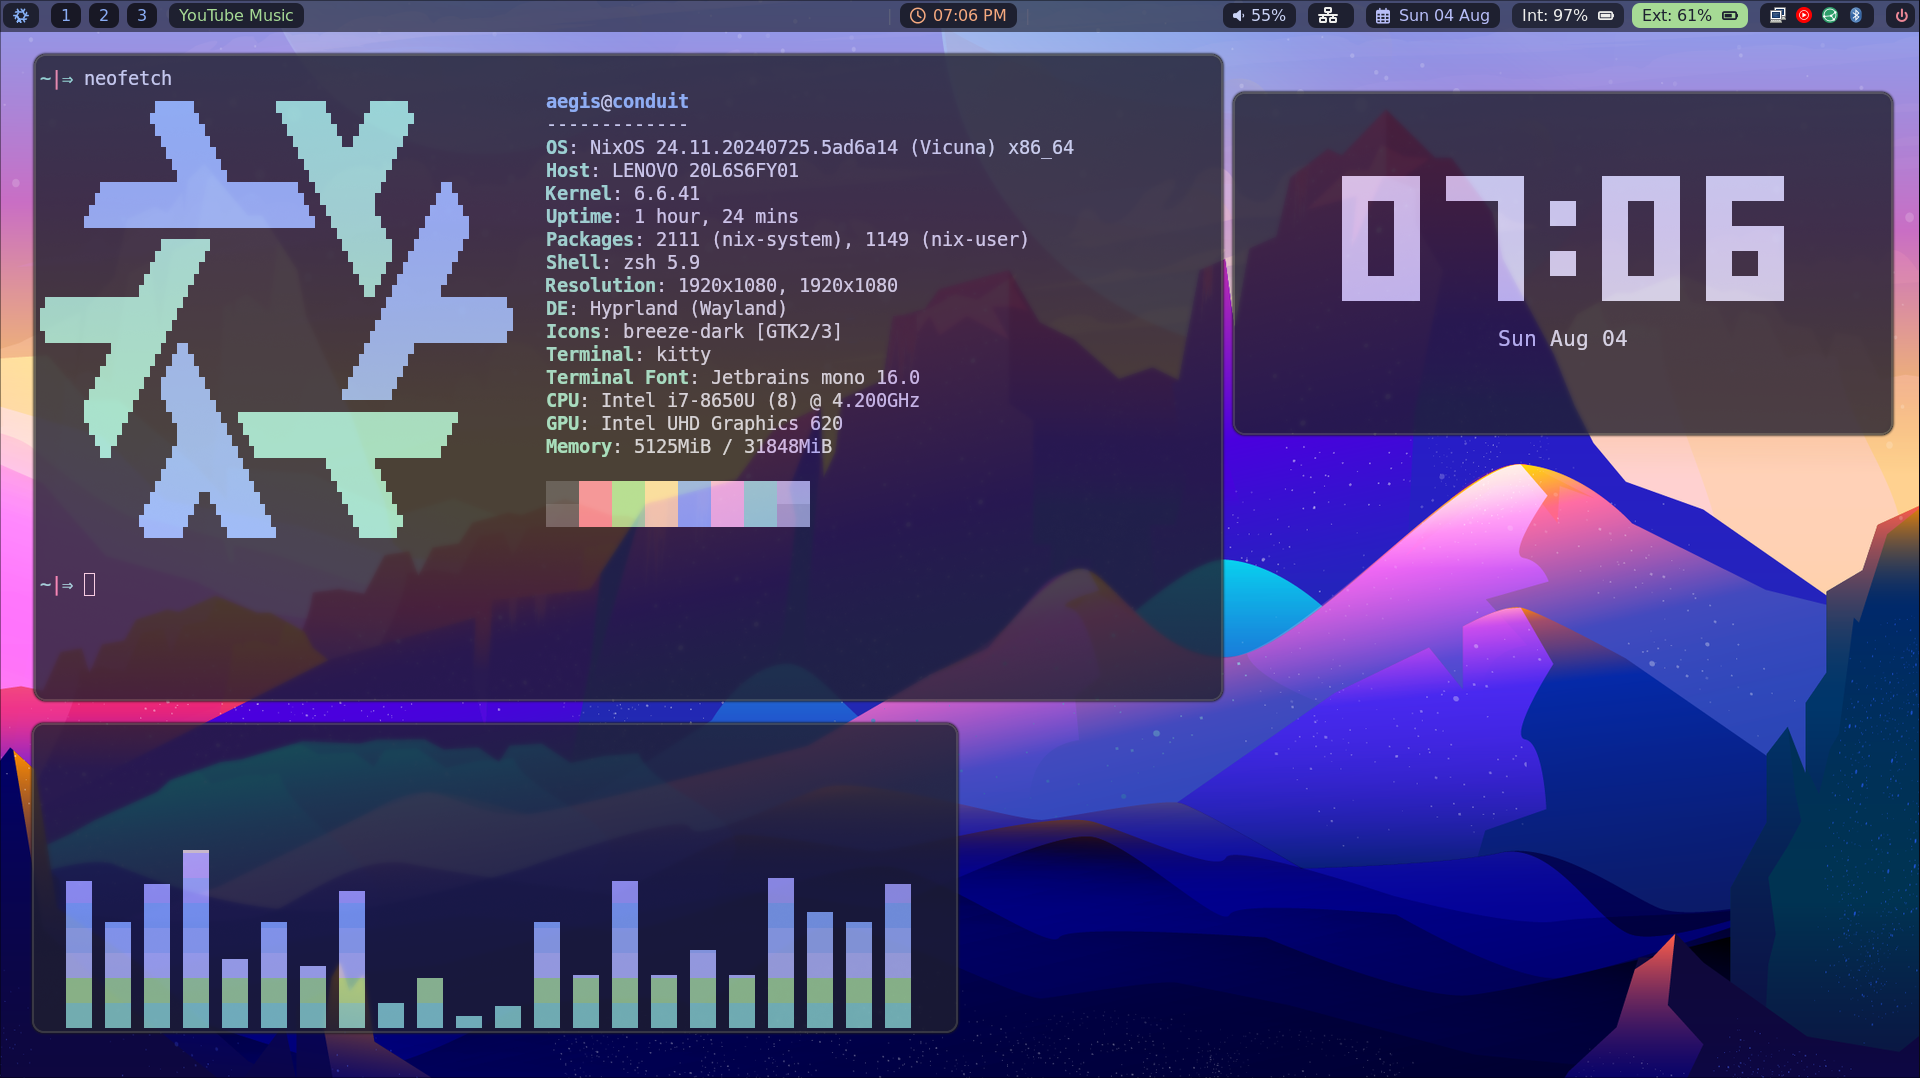 1 2 3 YouTube Music 07:06 PM 55% Sun 04 Aug Int: 97% Ext: 61%
~|⇒ neofetch
aegis@conduit
-------------
OS: NixOS 24.11.20240725.5ad6a14 (Vicuna) x86_64
Host: LENOVO 20L6S6FY01
Kernel: 6.6.41
Uptime: 1 hour, 24 mins
Packages: 2111 (nix-system), 1149 (nix-user)
Shell: zsh 5.9
Resolution: 1920x1080, 1920x1080
DE: Hyprland (Wayland)
Icons: breeze-dark [GTK2/3]
Terminal: kitty
Terminal Font: Jetbrains mono 16.0
CPU: Intel i7-8650U (8) @ 4.200GHz
GPU: Intel UHD Graphics 620
Memory: 5125MiB / 31848MiB
~|⇒
07:06
Sun Aug 04